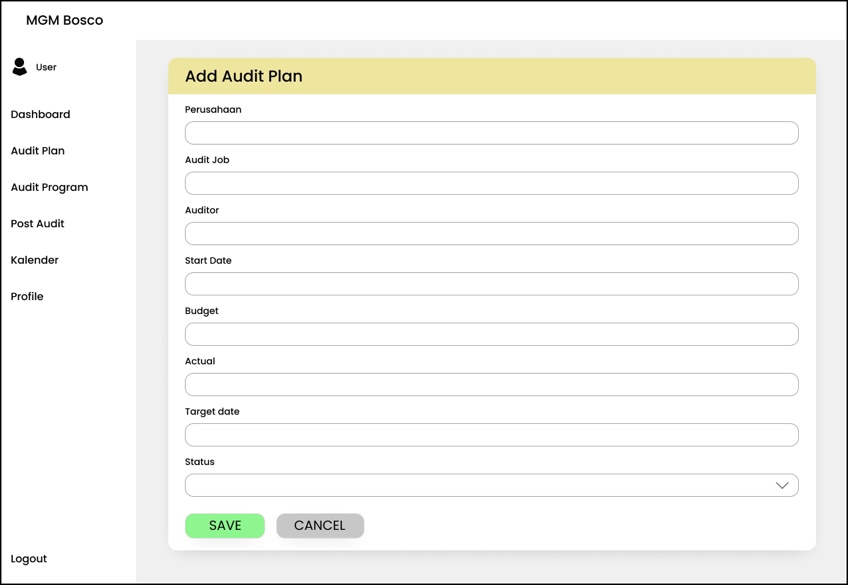 MGM Bosco
User
Dashboard
Audit Plan
Audit Program
Post Audit
Kalender
Profile
Logout
Add Audit Plan
Perusahaan
Audit Job
Auditor
Start Date
Budget
Actual
Target date
Status
SAVE
CANCEL